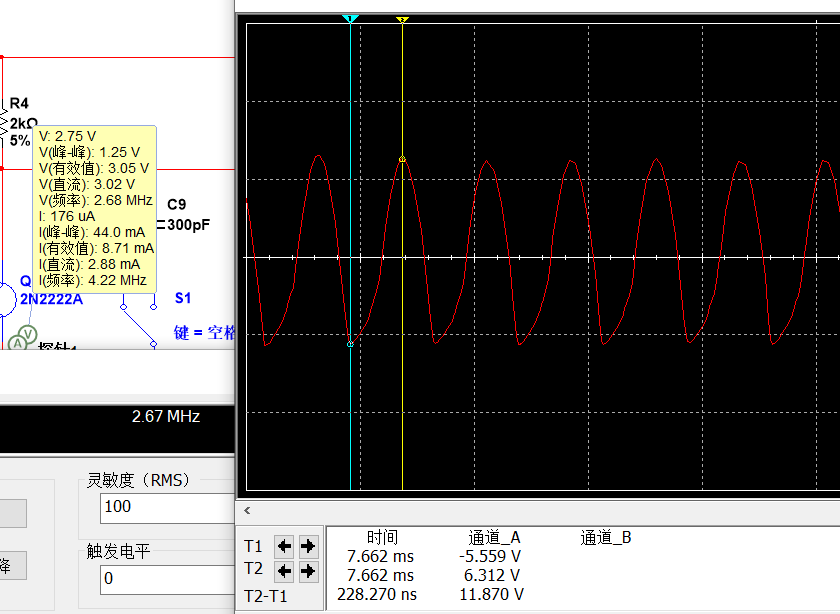 1
2
R4
2kΩ
5%
V: 2.75 V
V(峰-峰): 1.25 V
V(有效值): 3.05 V
V(直流): 3.02 V
V(频率): 2.68 MHz
I: 176 uA
I(峰-峰): 44.0 mA
I(有效值): 8.71 mA
I(直流): 2.88 mA
I(频率): 4.22 MHz
C9
300pF
Q
2N2222A
S1
键 = 空格
V
A
探针1
2.67 MHz
灵敏度（RMS）
100
触发电平
0
降
时间 通道_A 通道_B
T1 7.662 ms -5.559 V
T2 7.662 ms 6.312 V
T2-T1 228.270 ns 11.870 V